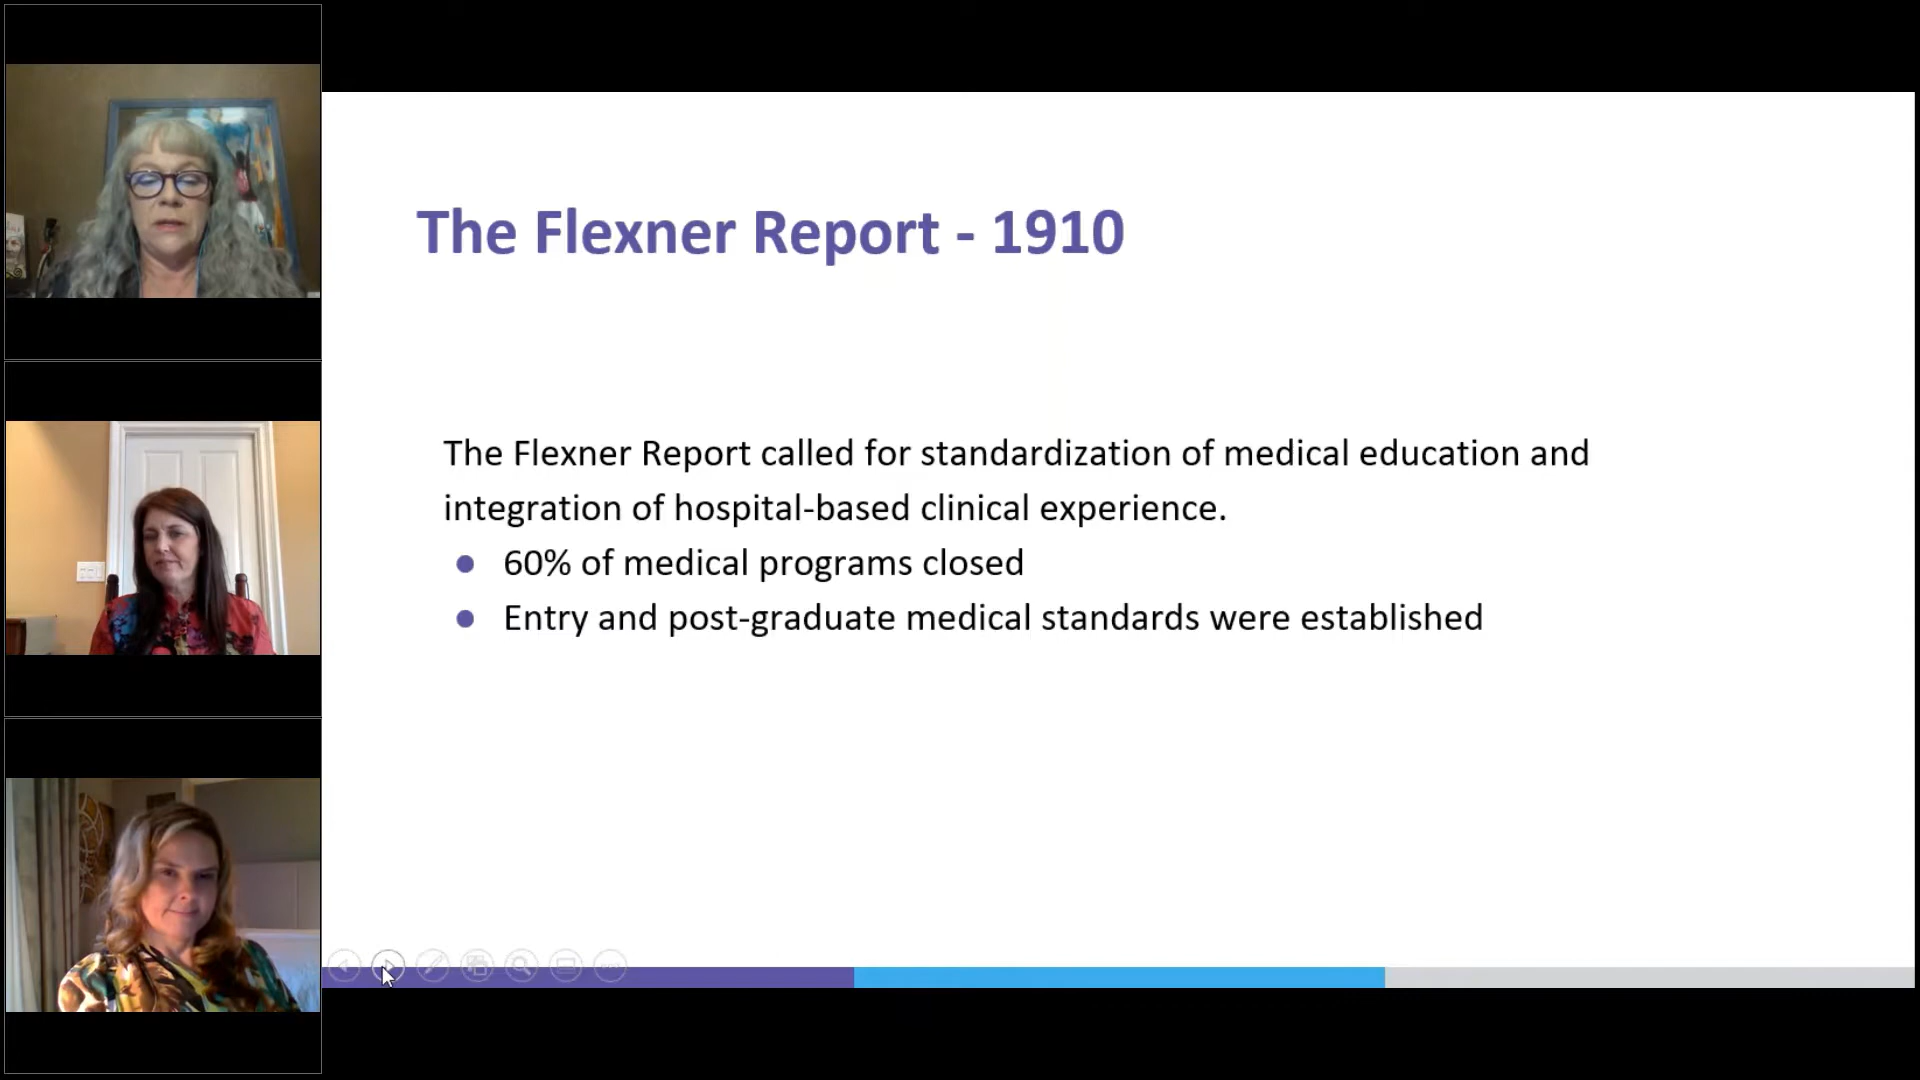 The Flexner Report - 1910
The Flexner Report called for standardization of medical education and
integration of hospital-based clinical experience.
60% of medical programs closed
Entry and post-graduate medical standards were established